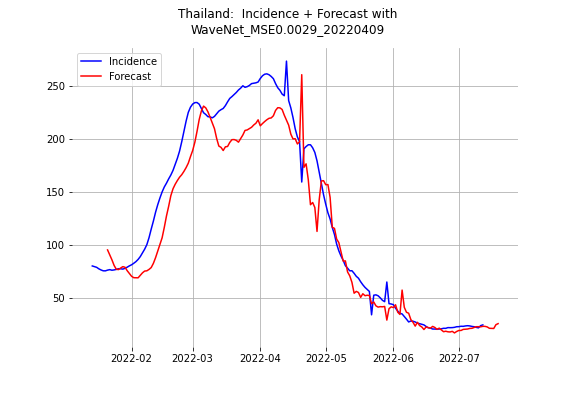 Thailand:  Incidence + Forecast with
WaveNet_MSE0.0029_20220409
Incidence
Forecast
250
200
150
100
50
2022-02 2022-03 2022-04 2022-05 2022-06 2022-07